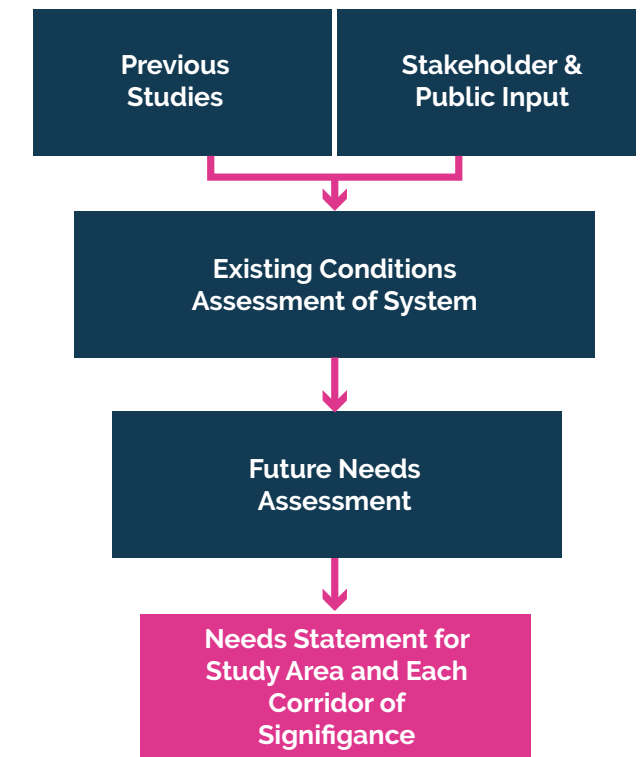 Previous
Studies
Stakeholder &
Public Input
Existing Conditions
Assessment of System
Future Needs
Assessment
Needs Statement for
Study Area and Each
Corridor of
Signifigance